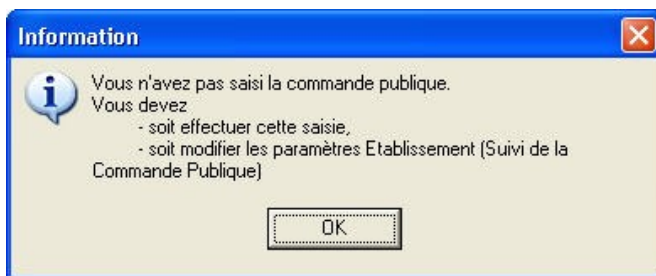 Information
Vous n'avez pas saisi la commande publique.
Vous devez
- soit effectuer cette saisie,
- soit modifier les paramètres Etablissement (Suivi de la
Commande Publique)
OK